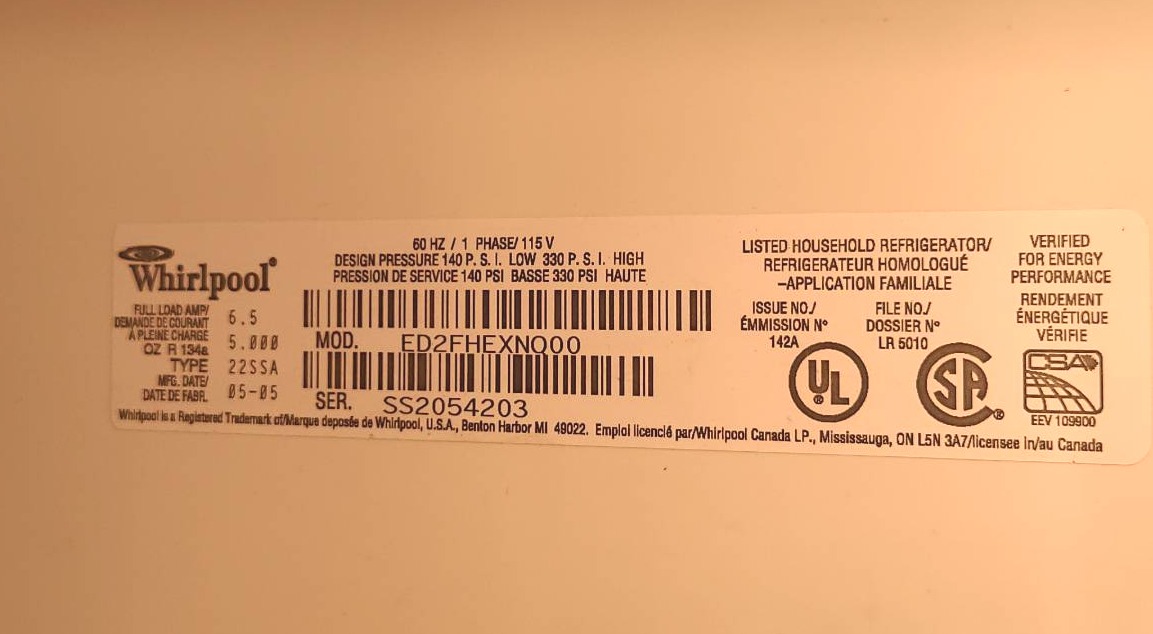 Whirlpool®
FULL LOAD AMP/
DEMANDE DE COURANT
A PLEINE CHARGE
6.5
OZ R 134a
5.000
TYPE
22SSA
MFG. DATE/
DATE DE FABR.
05-05
60 HZ / 1 PHASE/ 115 V
DESIGN PRESSURE 140 P. S. I. LOW 330 P. S. I. HIGH
PRESSION DE SERVICE 140 PSI BASSE 330 PSI HAUTE
MOD. ED2FHEXNQ00
SER. SS2054203
LISTED HOUSEHOLD REFRIGERATOR/
REFRIGERATEUR HOMOLOGUÉ
–APPLICATION FAMILIALE
ISSUE NO./
ÉMMISSION Nº
142A
FILE NO./
DOSSIER Nº
LR 5010
UL
®
SA
®
VERIFIED
FOR ENERGY
PERFORMANCE
RENDEMENT
ÉNERGÉTIQUE
VÉRIFIE
CSA
EEV 109900
Whirlpool is a Registered Trademark of/Marque deposée de Whirlpool, U.S.A., Benton Harbor MI 49022. Emploi licenclé par/Whirlpool Canada LP., Mississauga, ON L5N 3A7/licensee in/au Canada